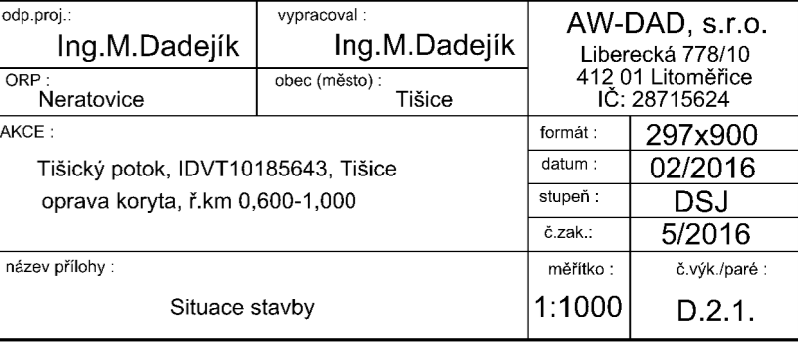 odp.proj.:
Ing.M.Dadejík
vypracoval :
Ing.M.Dadejík
AW-DAD, s.r.o.
Liberecká 778/10
412 01 Litoměřice
IČ: 28715624
ORP :
Neratovice
obec (město) :
Tišice
AKCE :
Tišický potok, IDVT10185643, Tišice
oprava koryta, ř.km 0,600-1,000
formát :
297x900
datum :
02/2016
stupeň :
DSJ
č.zak.:
5/2016
název přílohy :
Situace stavby
měřítko :
1:1000
č.výk./paré :
D.2.1.